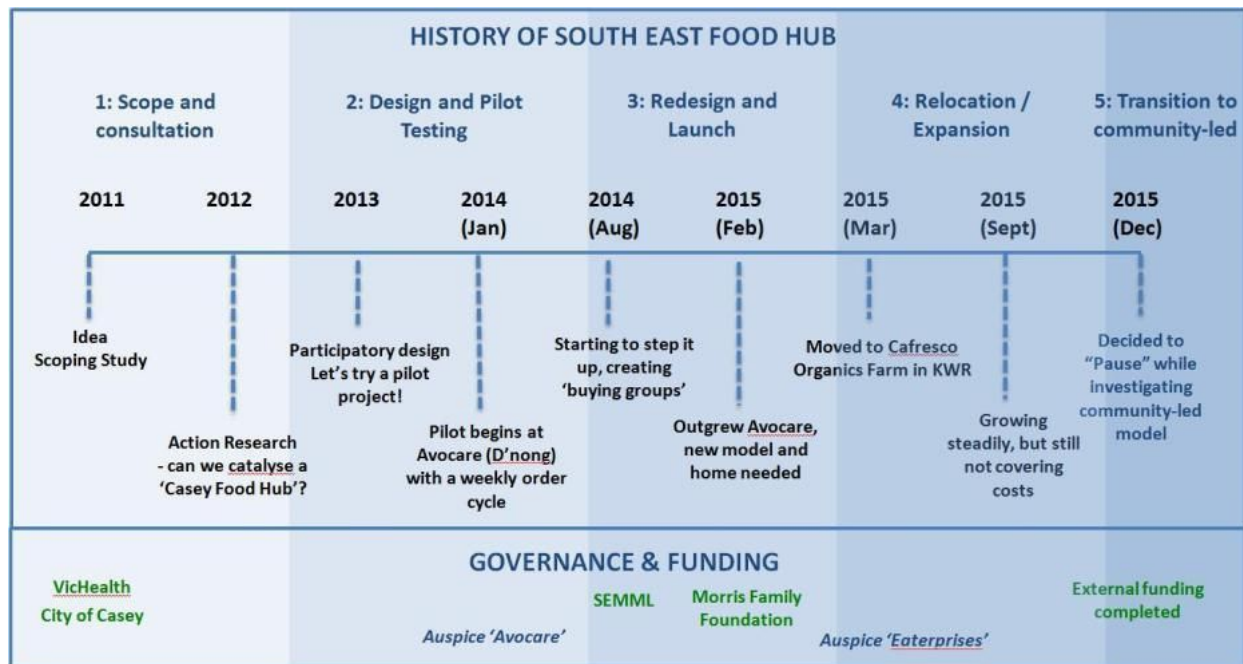 HISTORY OF SOUTH EAST FOOD HUB
1: Scope and
consultation
2: Design and Pilot
Testing
3: Redesign and
Launch
4: Relocation /
Expansion
5: Transition to
community-led
2011
2012
2013
2014
(Jan)
2014
(Aug)
2015
(Feb)
2015
(Mar)
2015
(Sept)
2015
(Dec)
Idea
Scoping Study
Action Research
- can we catalyse a
‘Casey Food Hub’?
Participatory design
Let’s try a pilot
project!
Pilot begins at
Avocare (D’nong)
with a weekly order
cycle
Starting to step it
up, creating
‘buying groups’
Outgrew Avocare,
new model and
home needed
Moved to Cafresco
Organics Farm in KWR
Growing
steadily, but still
not covering
costs
Decided to
“Pause” while
investigating
community-led
model
GOVERNANCE & FUNDING
VicHealth
City of Casey
Auspice ‘Avocare’
SEMML
Morris Family
Foundation
Auspice ‘Eaterprises’
External funding
completed